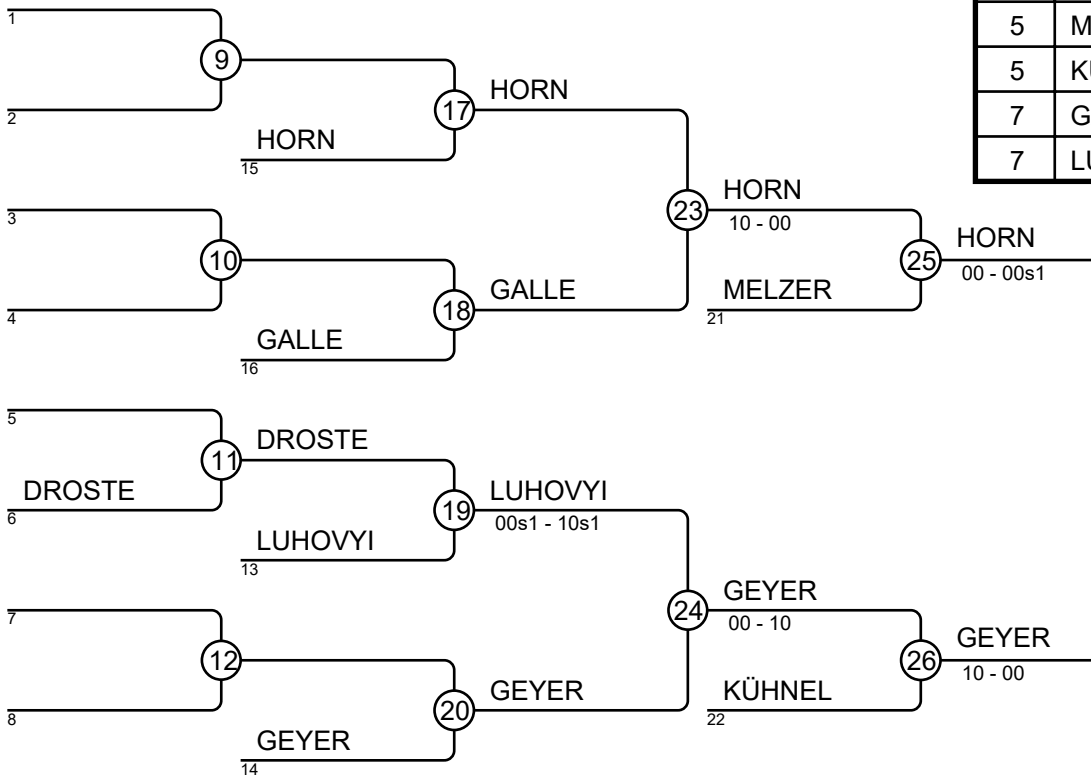 1
5 M
9
5 KÜ
HORN
2
17
7 G
HORN
15
7 LU
3
HORN
23
10 - 00
10
HORN
25
00 - 00s1
GALLE
MELZER
4
18
21
GALLE
16
5
DROSTE
11
DROSTE
LUHOVYI
6
19
00s1 - 10s1
LUHOVYI
13
7
GEYER
24
00 - 10
12
GEYER
26
10 - 00
GEYER
KÜHNEL
8
20
22
GEYER
14